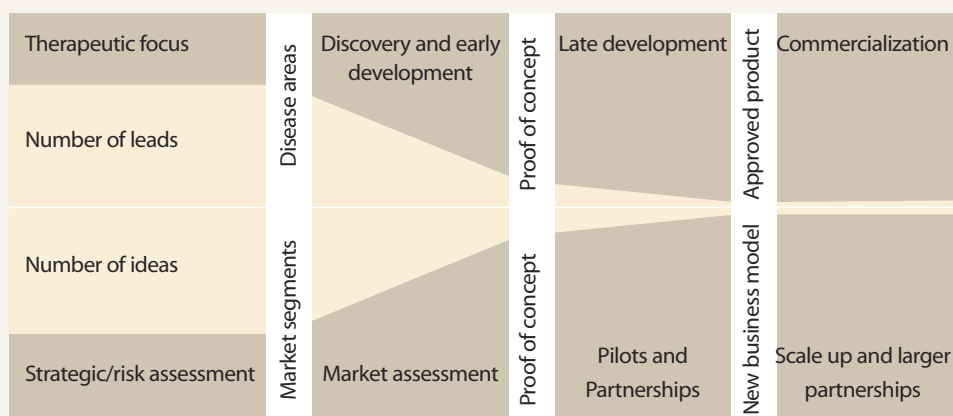 Therapeutic focus
Number of leads
Number of ideas
Strategic/risk assessment
Disease areas
Market segments
Discovery and early
development
Market assessment
Proof of concept
Proof of concept
Late development
Pilots and
Partnerships
Approved product
New business model
Commercialization
Scale up and larger
partnerships